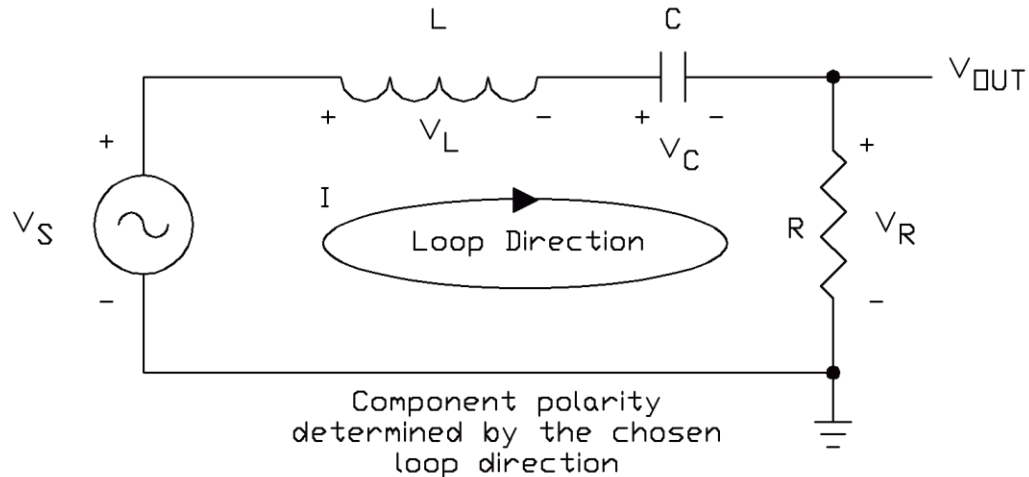 L
C
V_OUT
+
-
+
-
V_L
V_C
+
+
I
V_S
Loop Direction
R
V_R
-
-
Component polarity
determined by the chosen
loop direction